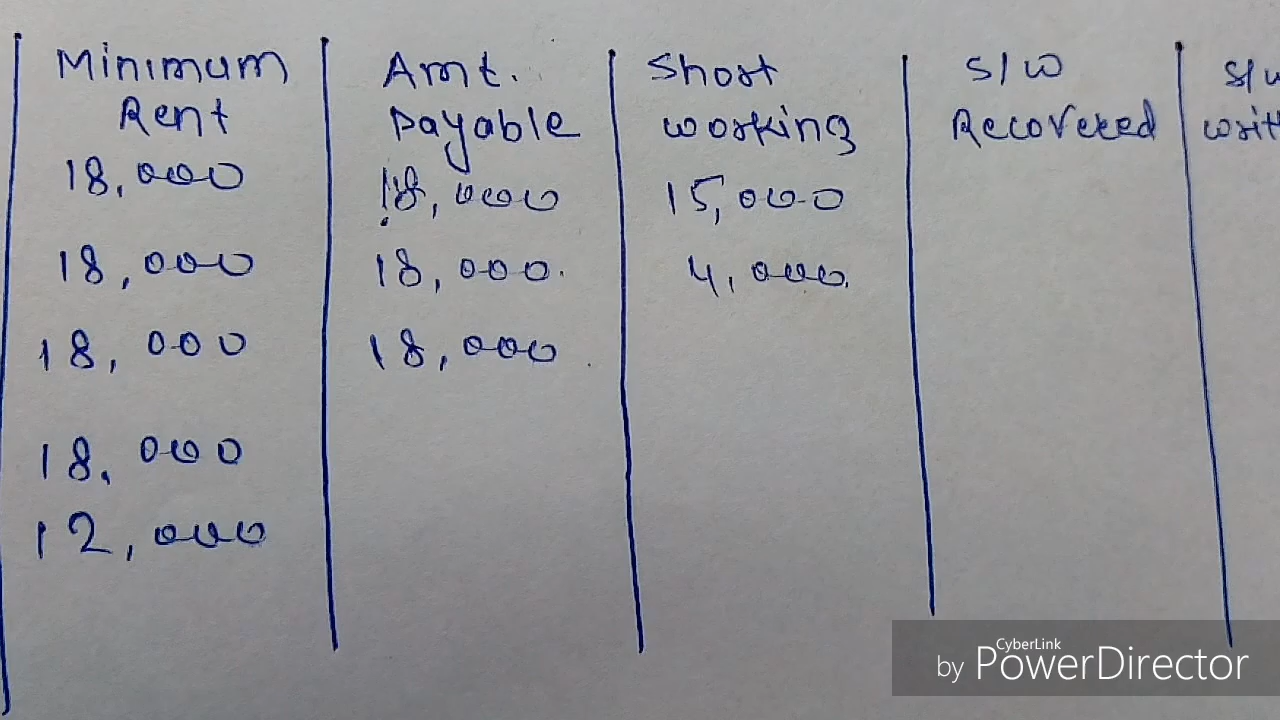 Minimum Amt. Short S/W S/W
Rent Payable Working Recovered writ
18,000 18,000 15,000
18,000 18,000. 4,000.
18,000 18,000
18,000
12,000
CyberLink
by PowerDirector